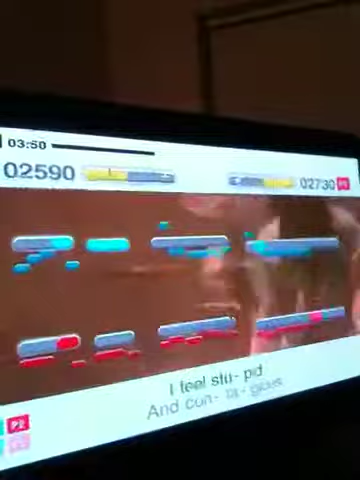 03:50
02590
02730 P1
I feel stu- pid
And con- ta- gious
P2